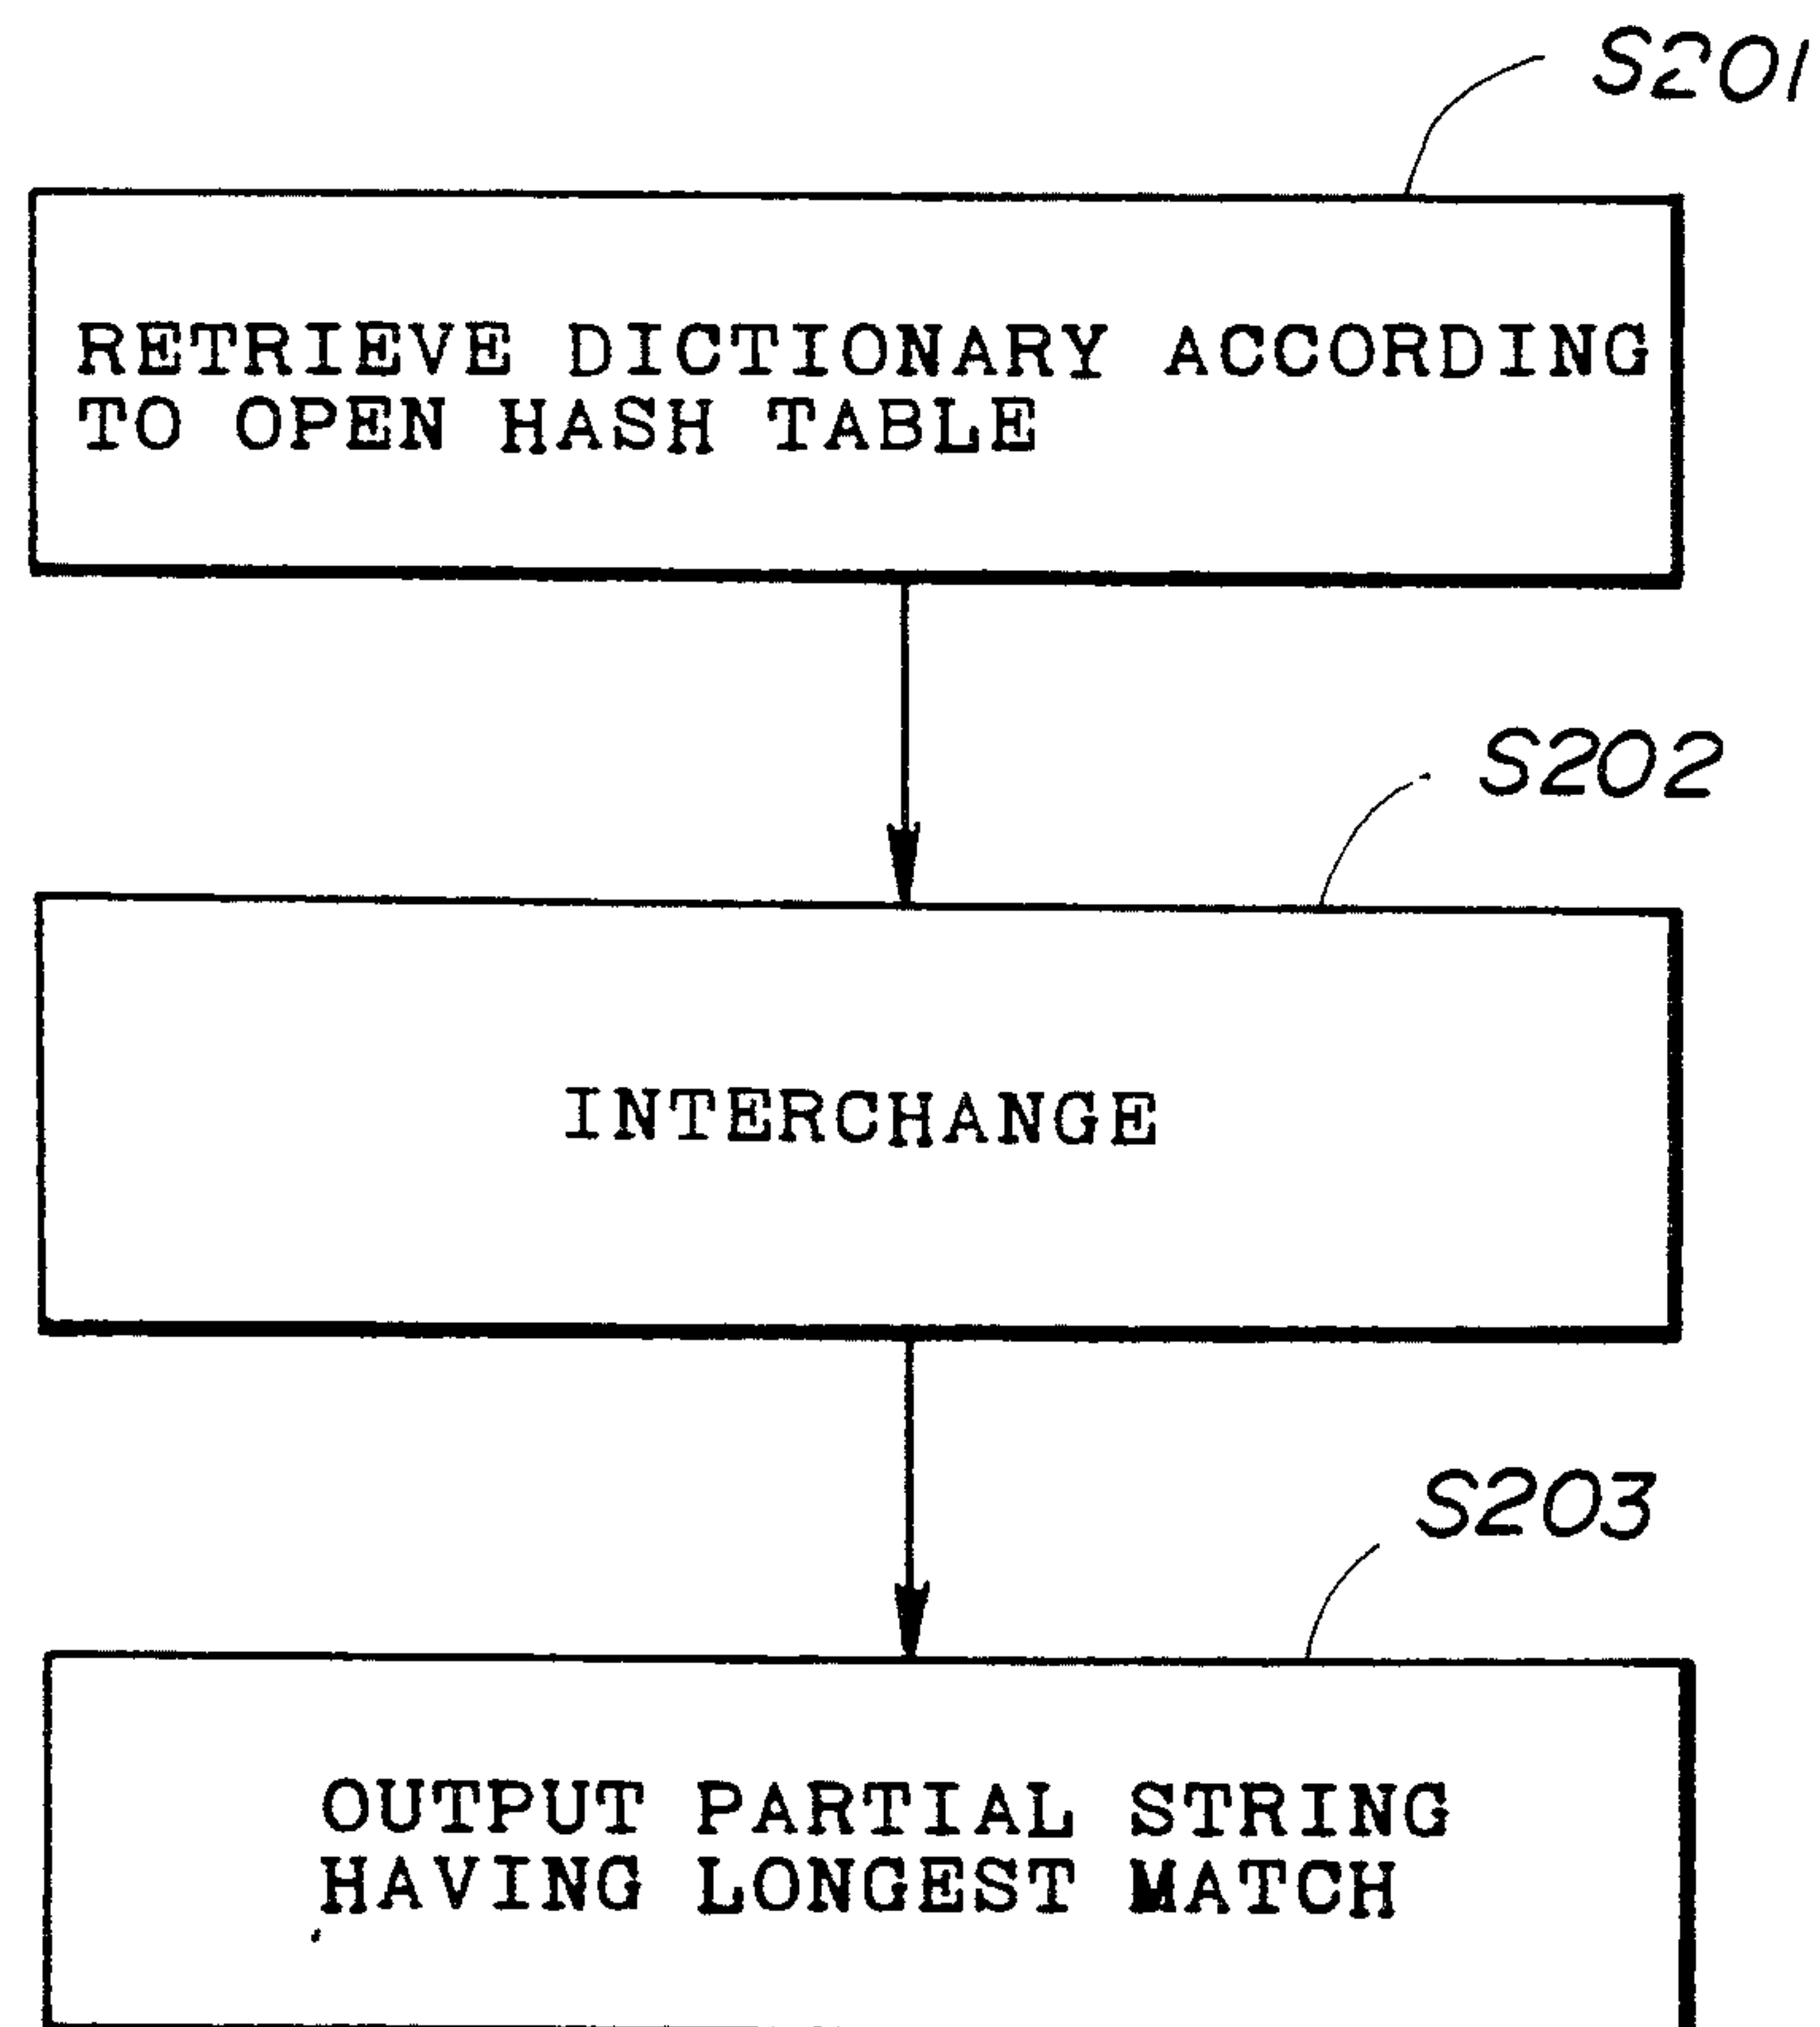 S201
RETRIEVE DICTIONARY ACCORDING
TO OPEN HASH TABLE
S202
INTERCHANGE
S203
OUTPUT PARTIAL STRING
HAVING LONGEST MATCH